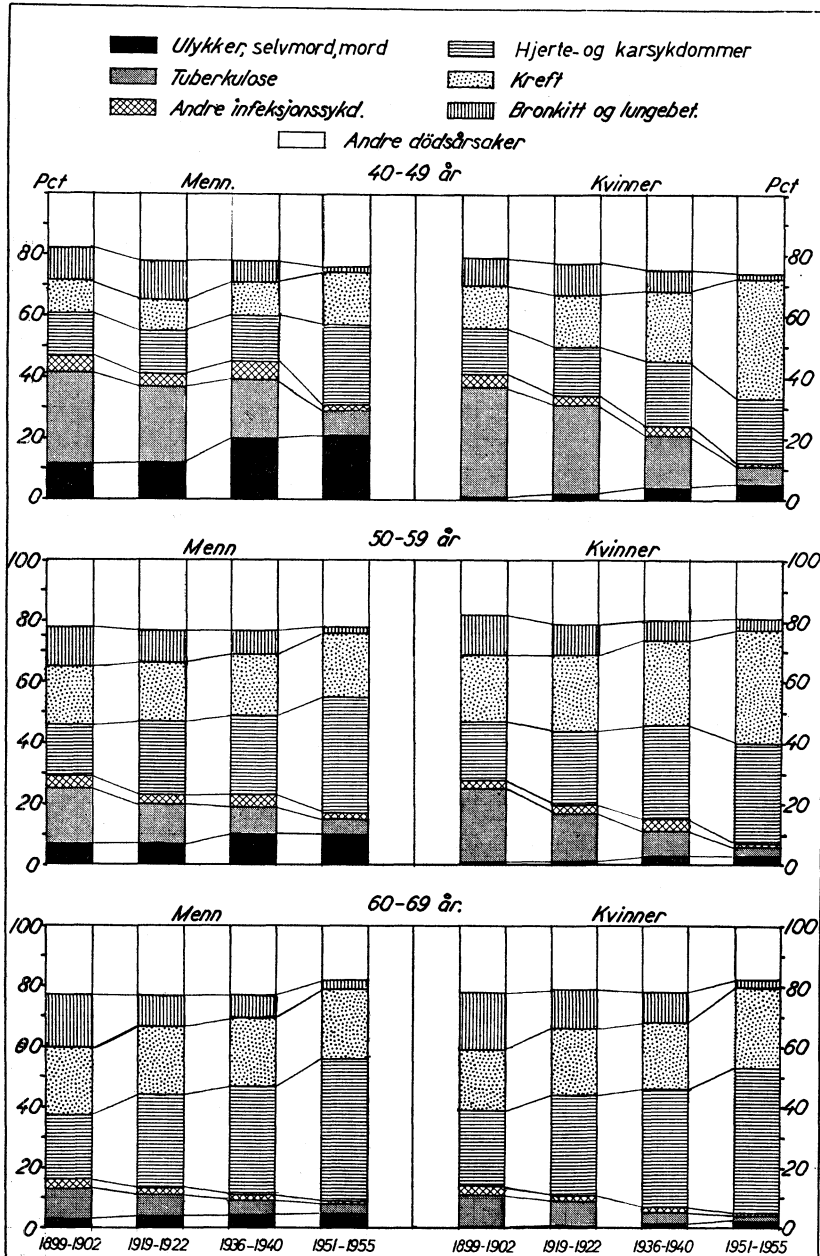 Ulykker, selvmord, mord
Hjerte- og karsykdommer
Tuberkulose
Kreft
Andre infeksjonssykd.
Bronkitt og lungebet.
Andre dödsårsaker
Pct Menn. 40-49 år Kvinner Pct
80 80
60 60
40 40
20 20
0 0
Menn 50-59 år Kvinner
100 100
80 80
60 60
40 40
20 20
0 0
Menn 60-69 år. Kvinner
100 100
80 80
60 60
40 40
20 20
0 0
1899-1902 1919-1922 1936-1940 1951-1955 1899-1902 1919-1922 1936-1940 1951-1955